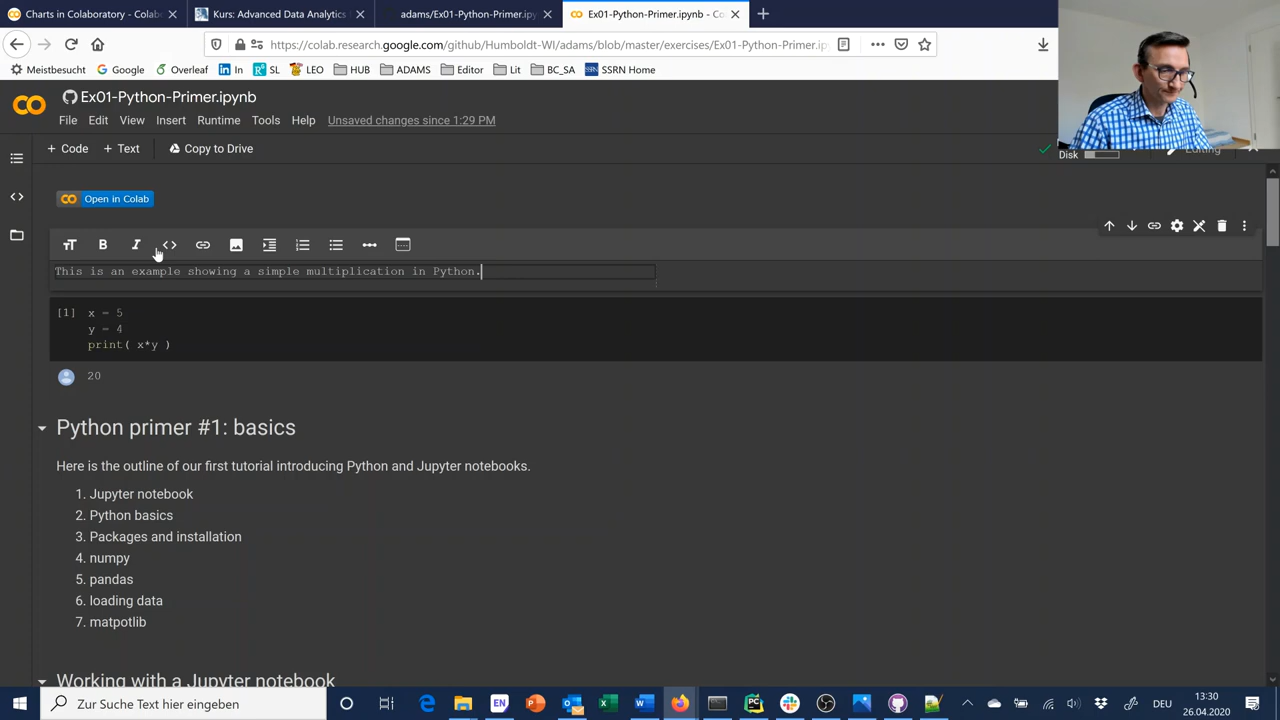 Charts in Colaboratory - Colab
Kurs: Advanced Data Analytics
adams/Ex01-Python-Primer.ipy
Ex01-Python-Primer.ipynb - Co
https://colab.research.google.com/github/Humboldt-WI/adams/blob/master/exercises/Ex01-Python-Primer.ip
Meistbesucht
Google
Overleaf
In
SL
LEO
HUB
ADAMS
Editor
Lit
BC_SA
SSRN Home
Ex01-Python-Primer.ipynb
File Edit View Insert Runtime Tools Help Unsaved changes since 1:29 PM
+ Code + Text Copy to Drive
Disk
Editing
Open in Colab
This is an example showing a simple multiplication in Python.
[1] x = 5
y = 4
print( x*y )
20
Python primer #1: basics
Here is the outline of our first tutorial introducing Python and Jupyter notebooks.
1. Jupyter notebook
2. Python basics
3. Packages and installation
4. numpy
5. pandas
6. loading data
7. matpotlib
Working with a Jupyter notebook
Zur Suche Text hier eingeben
EN
DEU
13:30
26.04.2020